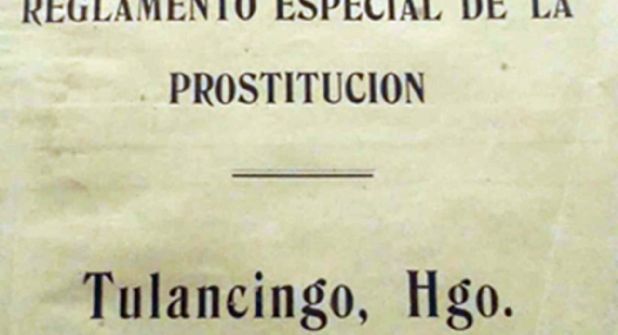 REGLAMENTO ESPECIAL DE LA
PROSTITUCION
Tulancingo, Hgo.